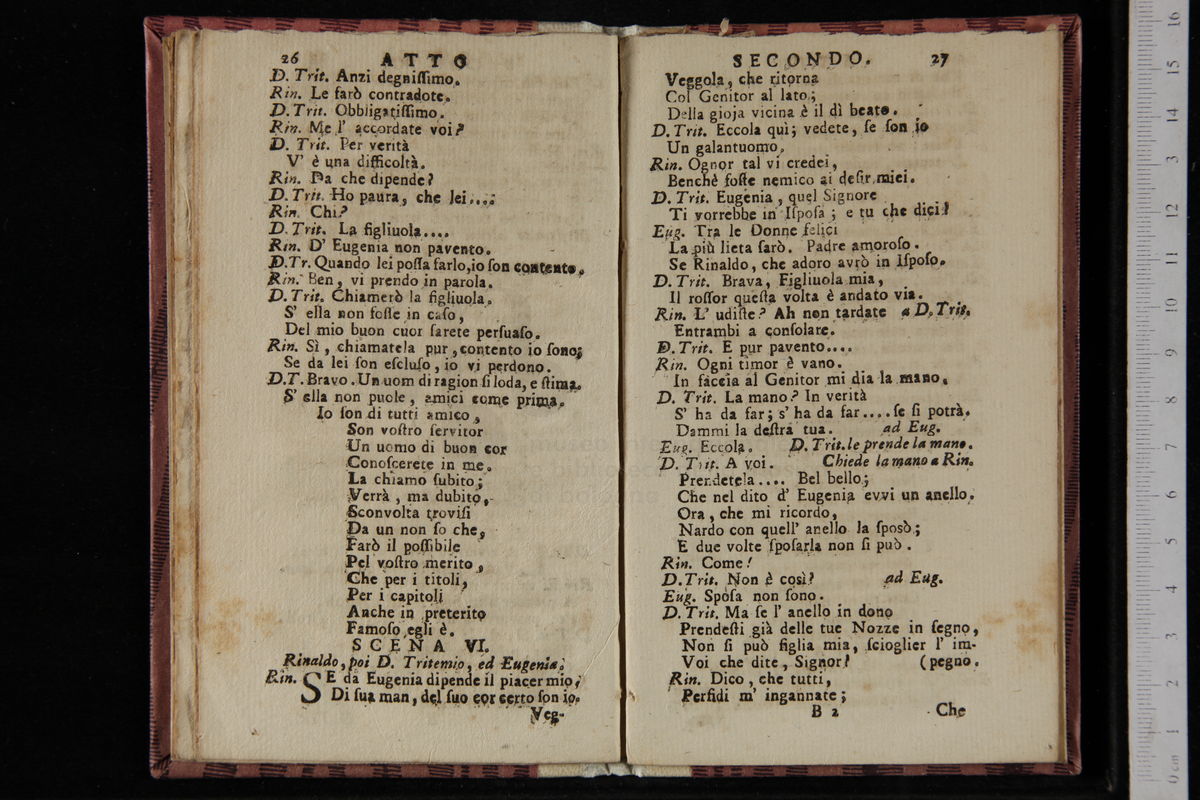 26 ATTO
D. Trit. Anzi degniſſimo.
Rin. Le farò contradote.
D. Trit. Obbligatiſſimo.
Rin. Me l' accordate voi?
D. Trit. Per verità
V' è una difficoltà.
Rin. Da che dipende?
D. Trit. Ho paura, che lei....
Rin. Chi?
D. Trit. La figliuola....
Rin. D' Eugenia non pavento.
D.Tr. Quando lei poſſa farlo, io ſon contento.
Rin. Ben, vi prendo in parola.
D. Trit. Chiamerò la figliuola.
S' ella non foſſe in caſo,
Del mio buon cuor ſarete perſuaſo.
Rin. Sì, chiamatela pur, contento io ſono;
Se da lei ſon eſcluſo, io vi perdono.
D.T. Bravo. Un uom di ragion ſi loda, e ſtima.
S' ella non puole, amici come prima.
Io ſon di tutti amico,
Son voſtro ſervitor
Un uomo di buon cor
Conoſcerete in me.
La chiamo ſubito;
Verrà, ma dubito,
Sconvolta troviſi
Da un non ſo che,
Farò il poſſibile
Pel voſtro merito,
Che per i titoli,
Per i capitoli
Anche in preterito
Famoſo egli è.
SCENA VI.
Rinaldo, poi D. Tritemio, ed Eugenia.
Rin. SE da Eugenia dipende il piacer mio,
Di ſua man, del ſuo cor certo ſon io.
Veg-
SECONDO. 27
Veggola, che ritorna
Col Genitor al lato;
Della gioja vicina è il dì beato.
D. Trit. Eccola quì; vedete, ſe ſon io
Un galantuomo.
Rin. Ognor tal vi credei,
Benchè foſte nemico ai deſir miei.
D. Trit. Eugenia, quel Signore
Ti vorrebbe in Iſpoſa; e tu che dici?
Eug. Tra le Donne felici
La più lieta ſarò. Padre amoroſo.
Se Rinaldo, che adoro avrò in Iſpoſo.
D. Trit. Brava, Figliuola mia,
Il roſſor queſta volta è andato via.
Rin. L' udiſte? Ah non tardate a D. Trit.
Entrambi a conſolare.
D. Trit. E pur pavento....
Rin. Ogni timor è vano.
In faccia al Genitor mi dia la mano.
D. Trit. La mano? In verità
S' ha da far; s' ha da far....ſe ſi potrà.
Dammi la deſtra tua. ad Eug.
Eug. Eccola. D. Trit. le prende la mano.
D. Trit. A voi. Chiede la mano a Rin.
Prendetela.... Bel bello;
Che nel dito d' Eugenia evvi un anello.
Ora, che mi ricordo,
Nardo con quell' anello la ſposò;
E due volte ſpoſarla non ſi può.
Rin. Come!
D. Trit. Non è così? ad Eug.
Eug. Spoſa non ſono.
D. Trit. Ma ſe l' anello in dono
Prendeſti già delle tue Nozze in ſegno,
Non ſi può figlia mia, ſcioglier l' im-
Voi che dite, Signor? (pegno.
Rin. Dico, che tutti,
Perfidi m' ingannate;
B 2 Che